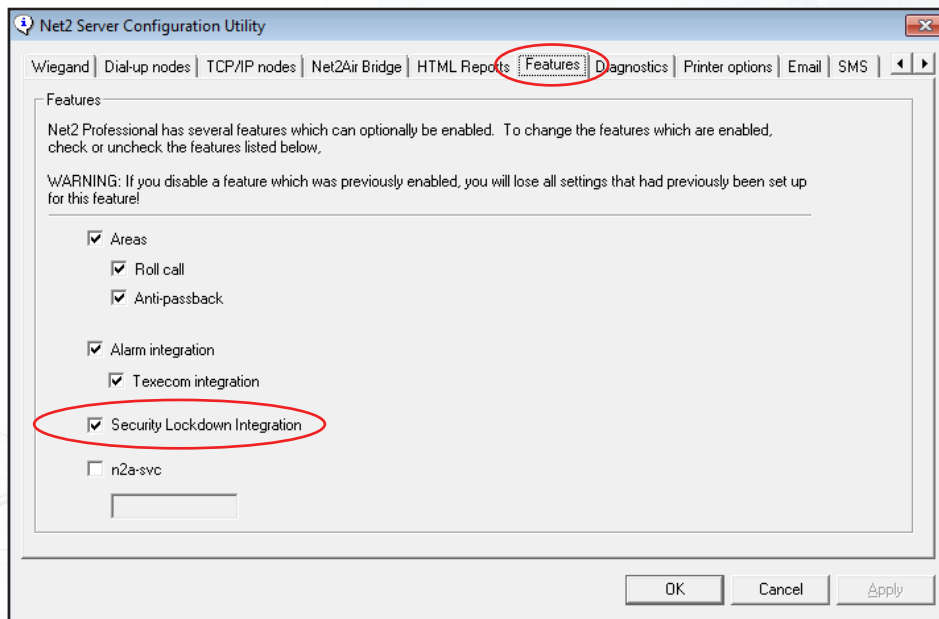 Net2 Server Configuration Utility
Wiegand Dial-up nodes TCP/IP nodes Net2Air Bridge HTML Reports Features Diagnostics Printer options Email SMS
Features
Net2 Professional has several features which can optionally be enabled. To change the features which are enabled,
check or uncheck the features listed below,
WARNING: If you disable a feature which was previously enabled, you will lose all settings that had previously been set up
for this feature!
Areas
Roll call
Anti-passback
Alarm integration
Texecom integration
Security Lockdown Integration
n2a-svc
OK Cancel Apply